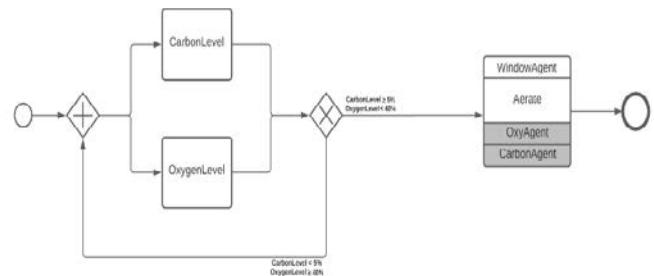 CarbonLevel
OxygenLevel
CarbonLevel ≥ 5%
OxygenLevel < 40%
WindowAgent
Aerate
OxyAgent
CarbonAgent
CarbonLevel < 5%
OxygenLevel ≥ 40%